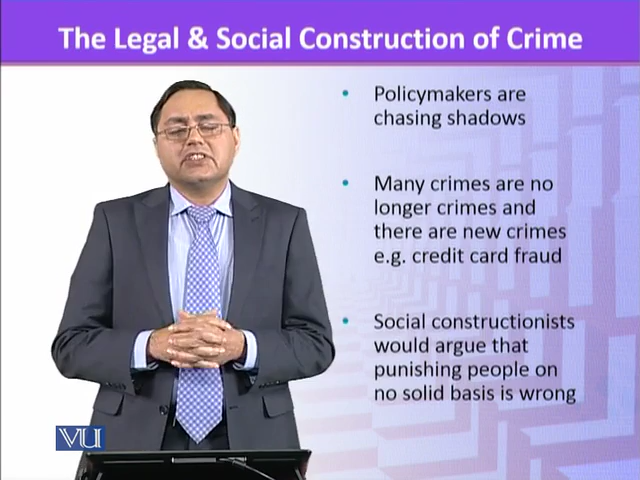 The Legal & Social Construction of Crime
• Policymakers are
chasing shadows
• Many crimes are no
longer crimes and
there are new crimes
e.g. credit card fraud
• Social constructionists
would argue that
punishing people on
no solid basis is wrong
VU